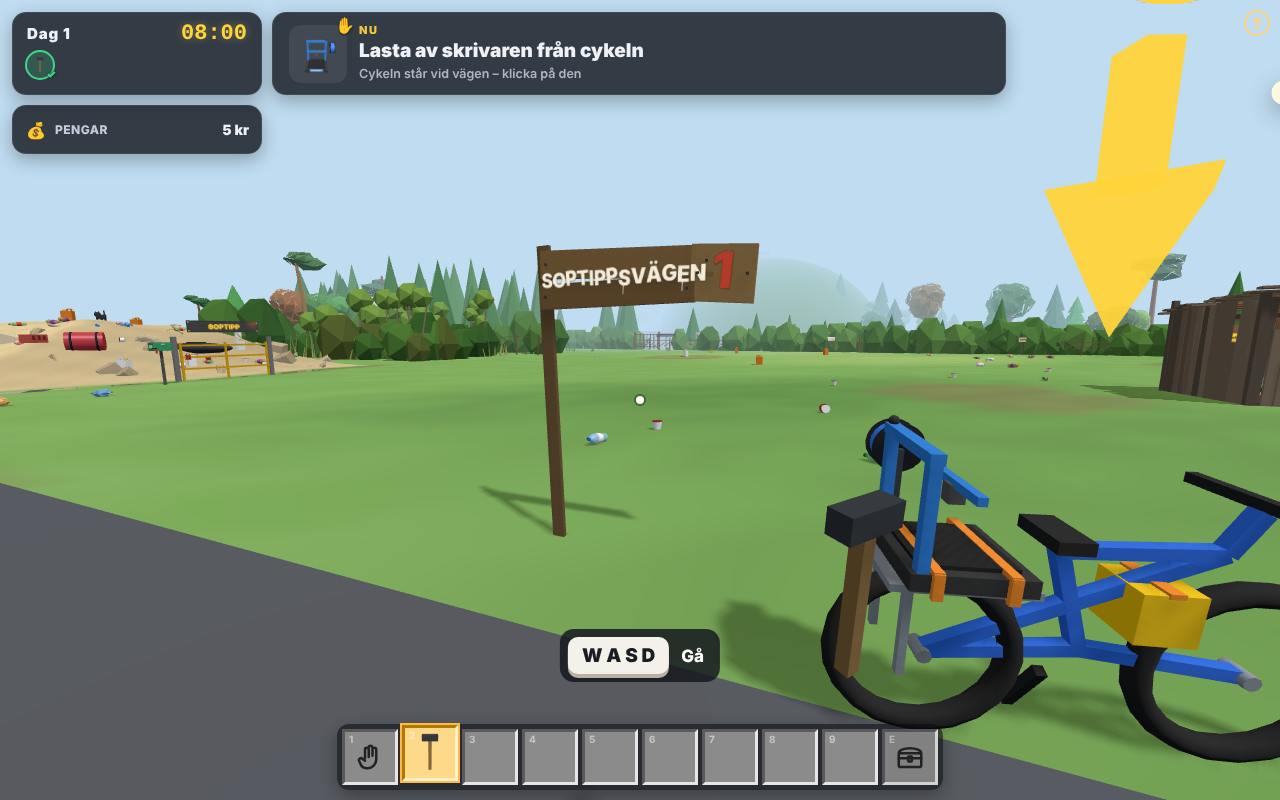 Dag 1
08:00
NU
Lasta av skrivaren från cykeln
Cykeln står vid vägen – klicka på den
PENGAR
5 kr
SOPTIPPSVÄGEN 1
SOPTIPP
WASD
Gå
1
2
3
4
5
6
7
8
9
E